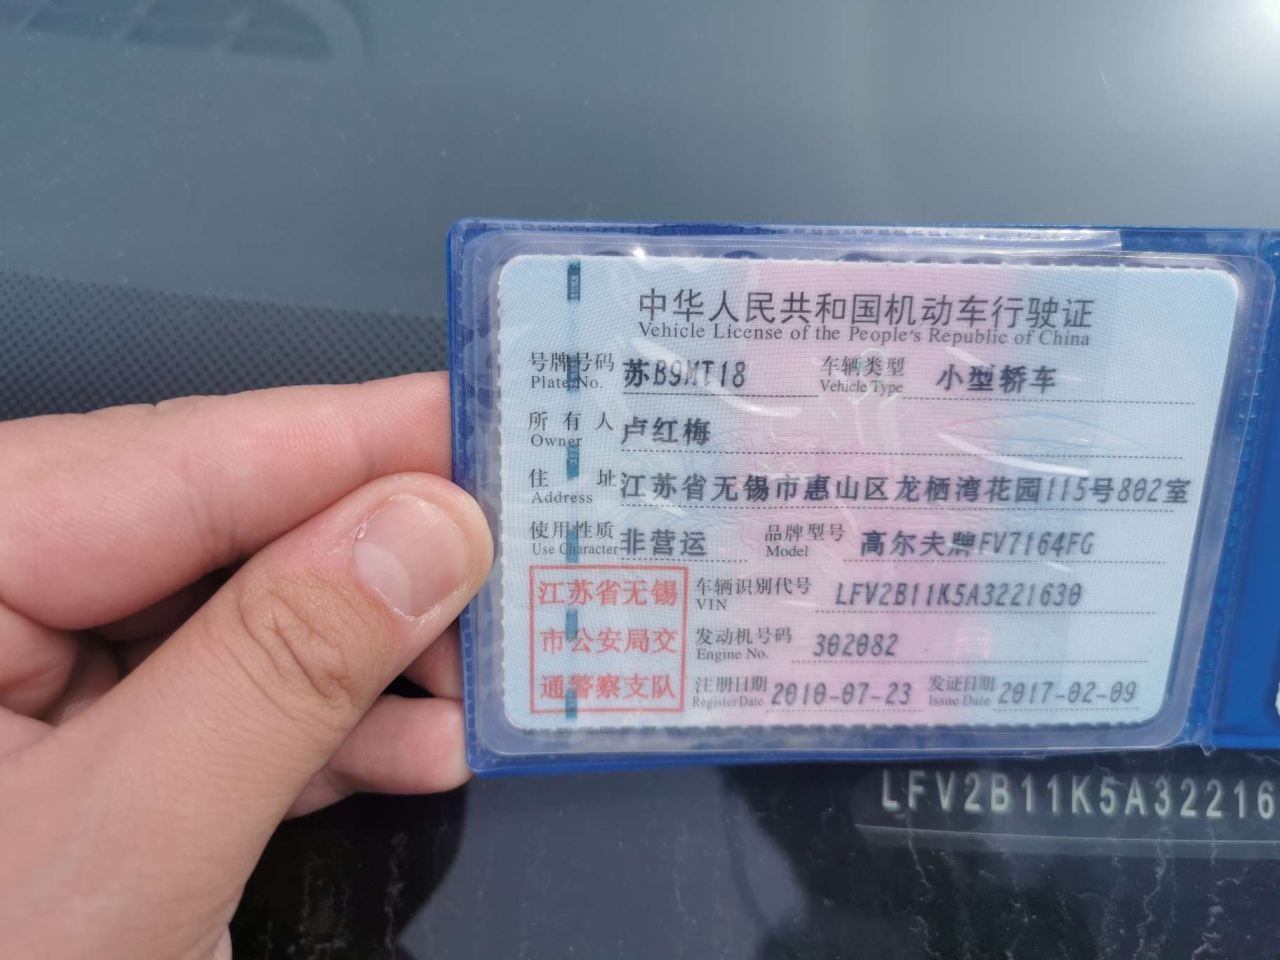 中华人民共和国机动车行驶证
Vehicle License of the People's Republic of China
号牌号码 苏B9MT18 车辆类型 小型轿车
Plate No. Vehicle Type
所有人 卢红梅
Owner
住址 江苏省无锡市惠山区龙栖湾花园115号802室
Address
使用性质 非营运 品牌型号 高尔夫牌FV7164FG
Use Character Model
江苏省无锡
市公安局交
通警察支队
车辆识别代号 LFV2B11K5A3221630
VIN
发动机号码 302082
Engine No.
注册日期 2010-07-23 发证日期 2017-02-09
Register Date Issue Date
LFV2B11K5A32216